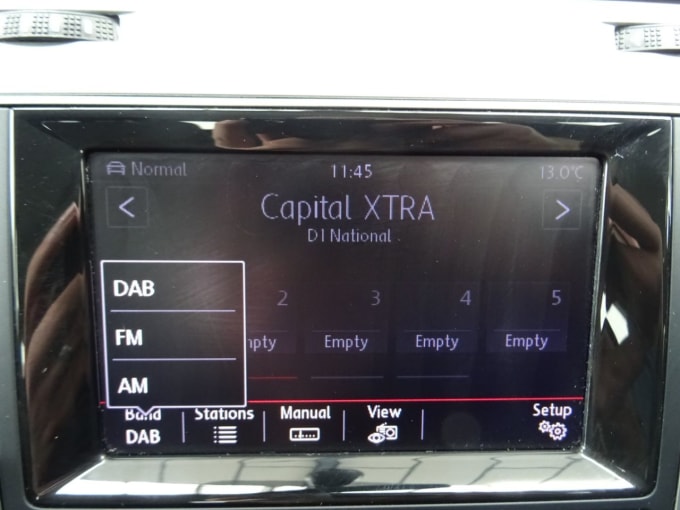 Normal 11:45 13.0°C
< Capital XTRA >
D1 National
DAB
FM
AM
2 3 4 5
Empty Empty Empty
Band Stations Manual View Setup
DAB